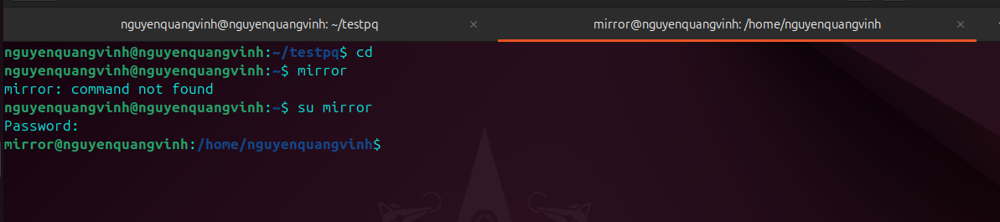 nguyenquangvinh@nguyenquangvinh: ~/testpq
mirror@nguyenquangvinh: /home/nguyenquangvinh
nguyenquangvinh@nguyenquangvinh:~/testpq$ cd
nguyenquangvinh@nguyenquangvinh:~$ mirror
mirror: command not found
nguyenquangvinh@nguyenquangvinh:~$ su mirror
Password:
mirror@nguyenquangvinh:/home/nguyenquangvinh$